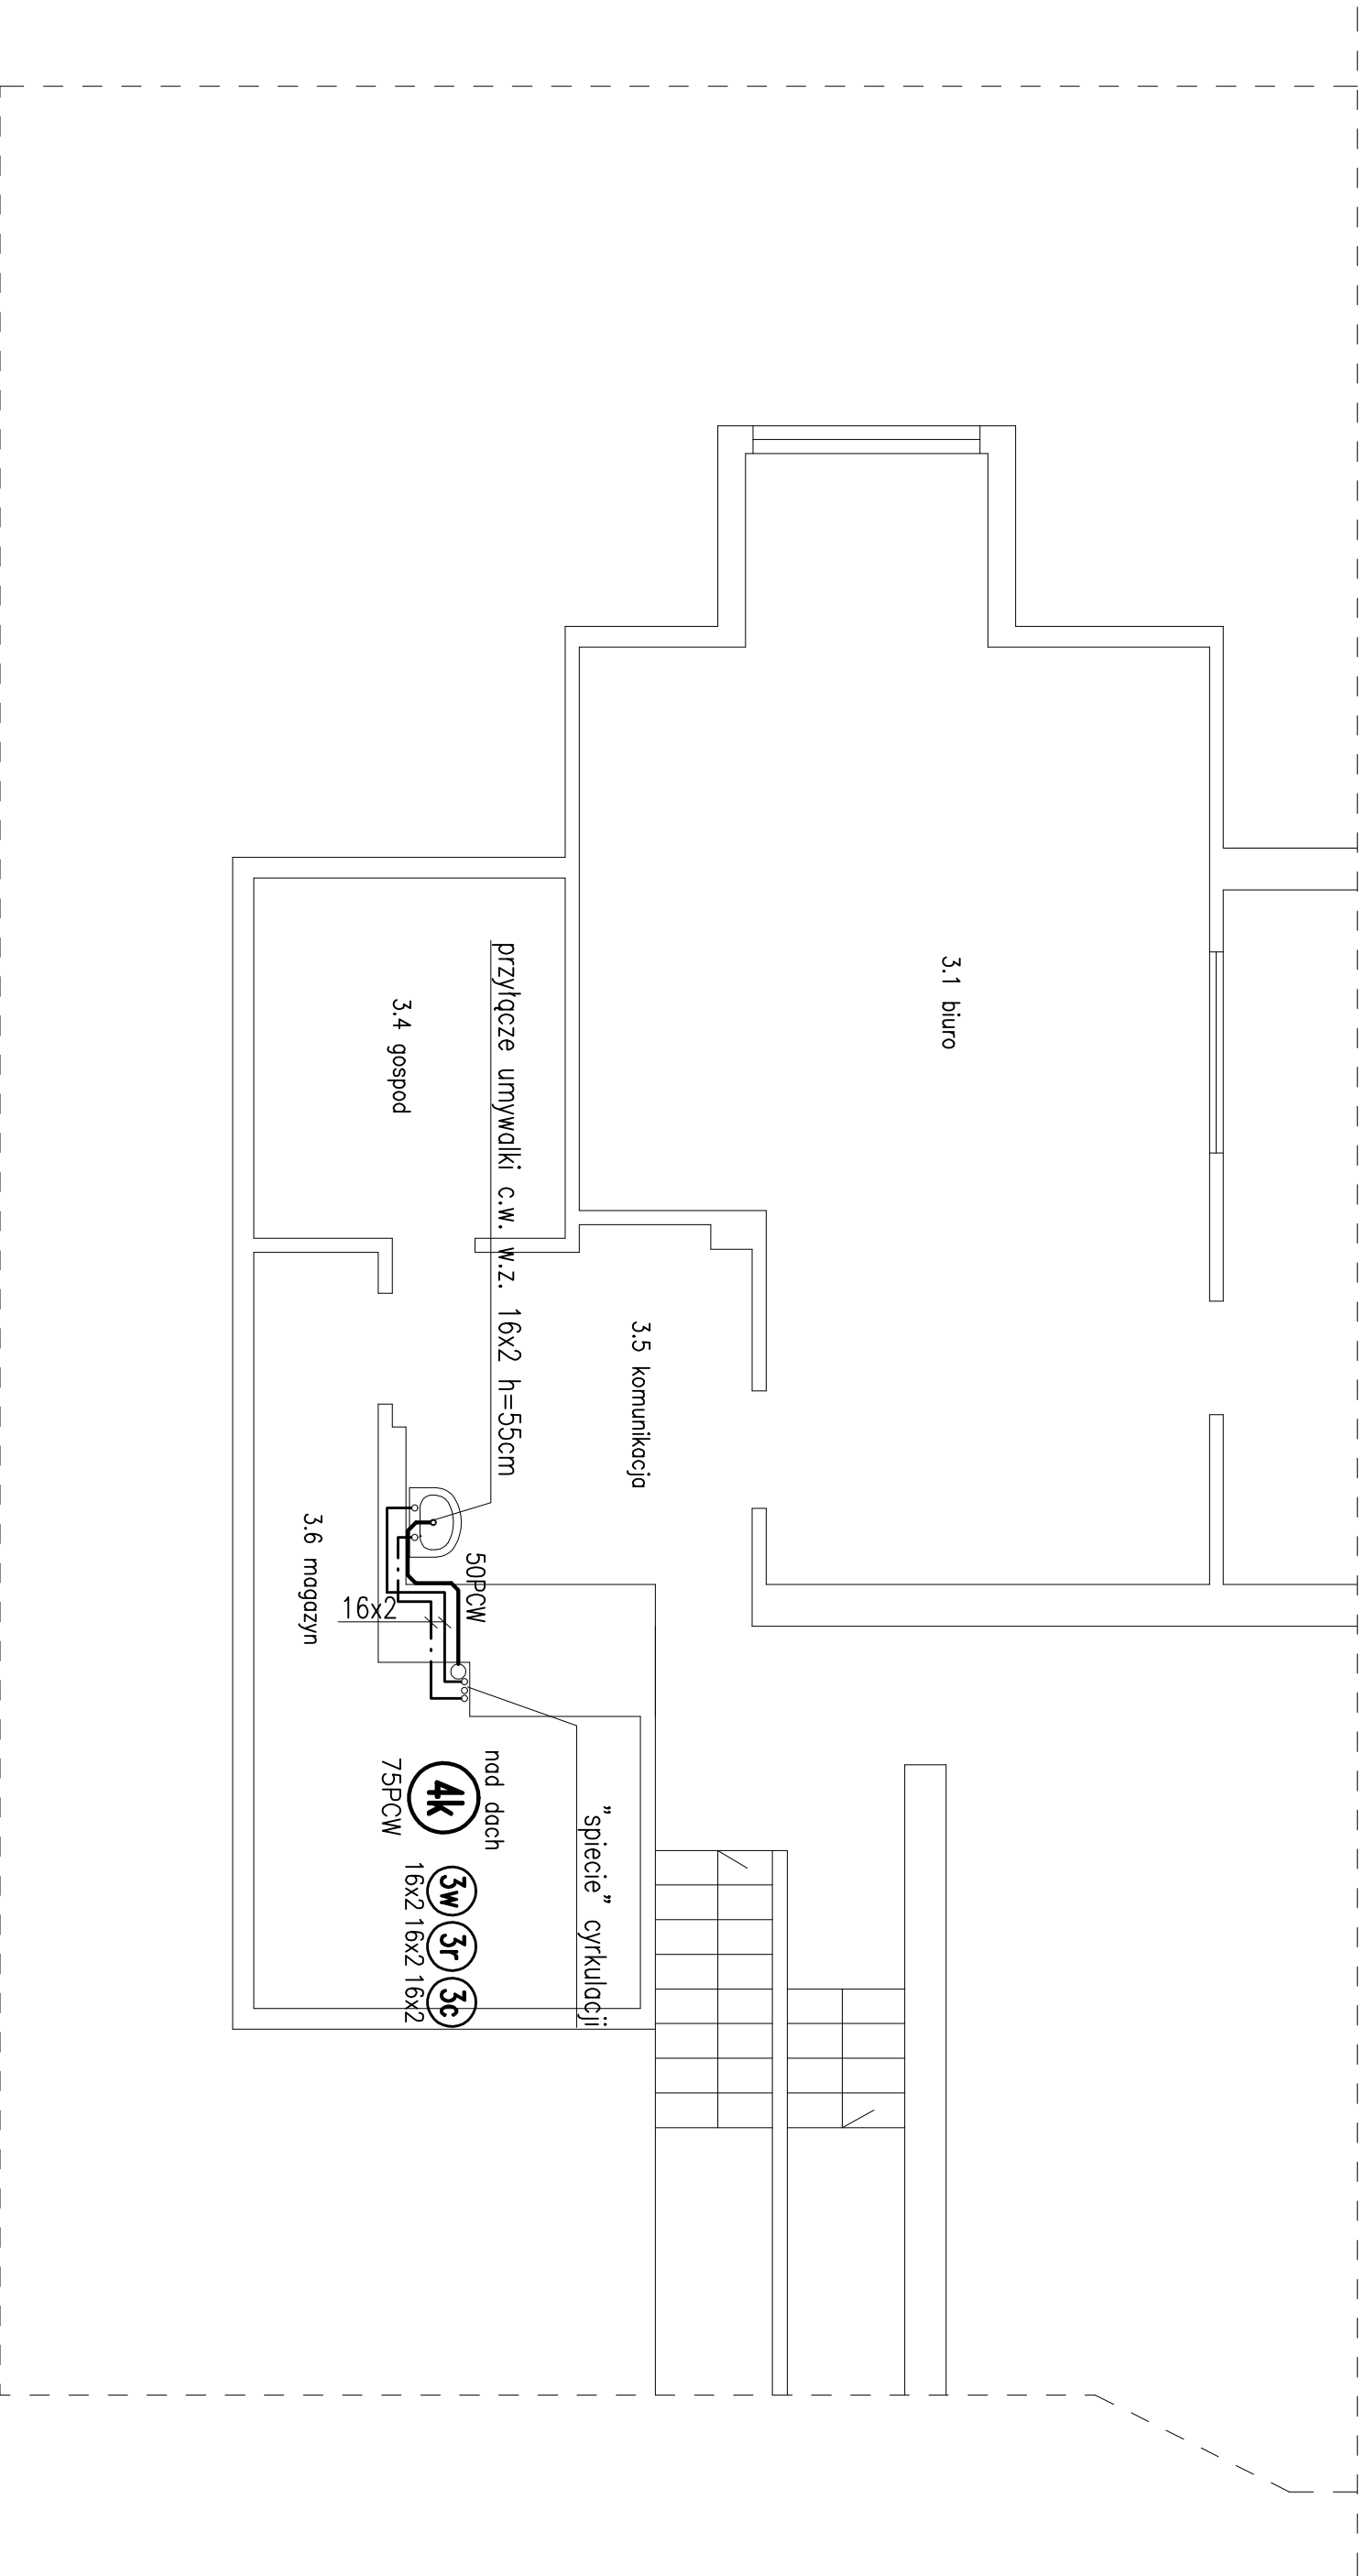 3.1 biuro
przyłącze umywalki c.w. w.z. 16x2 h=55cm
3.4 gospod
3.5 komunikacja
50PCW
3.6 magazyn
16x2
nad dach
4k
75PCW
"spiecie" cyrkulacji
3w 3r 3c
16x2 16x2 16x2